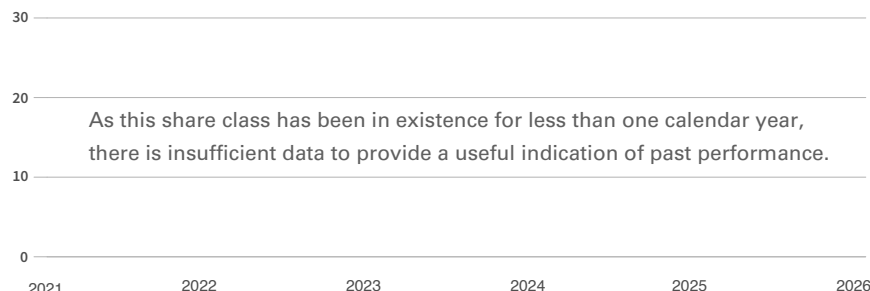 30
20
As this share class has been in existence for less than one calendar year,
there is insufficient data to provide a useful indication of past performance.
10
0
2021 2022 2023 2024 2025 2026